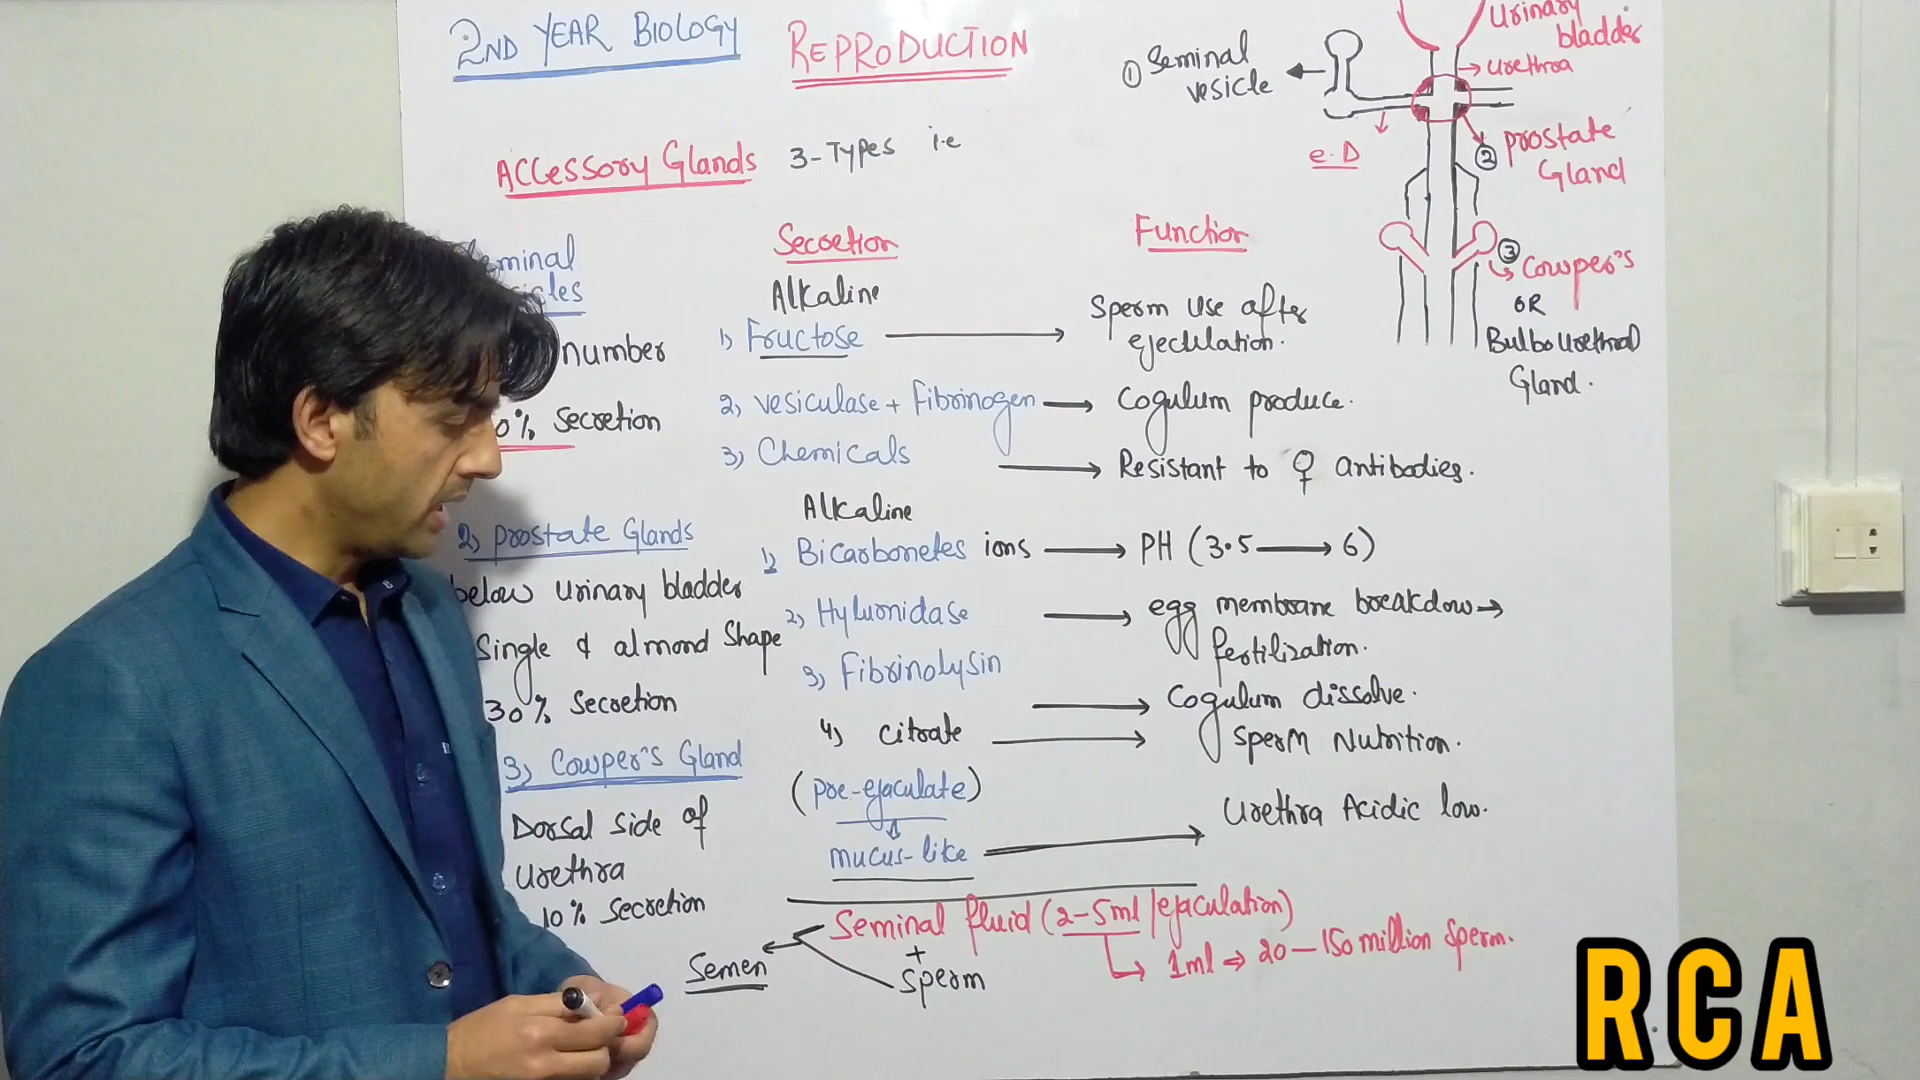 2ND YEAR BIOLOGY
REPRODUCTION
Urinary
bladder
① Seminal
vesicle
urethra
e.D
② Prostate
Gland
③ Cowper's
OR
BulboUrethral
Gland.
Accessory Glands 3-Types i.e
number
Secretion
2) Prostate Glands
below Urinary bladder
Single & almond Shape
30% Secretion
3) Cowper's Gland
Dorsal Side of
Urethra
10% Secretion
Secretion
Alkaline
1) Fructose
2) Vesiculase + Fibrinogen
3) Chemicals
Alkaline
1) Bicarbonetes ions
2) Hyluronidase
3) Fibrinolysin
4) Citrate
(Pre-ejaculate)
mucus-like
Function
Sperm Use after
ejeculation.
Cogulum produce.
Resistant to ♀ antibodies.
PH (3.5 → 6)
egg membrane breakdow →
fertilization.
Cogulum dissolve.
Sperm Nutrition.
Urethra Acidic low.
Seminal fluid (2-5ml/ejaculation)
+
Sperm
Semen
1ml ⇒ 20 – 150 million Sperm.
RCA